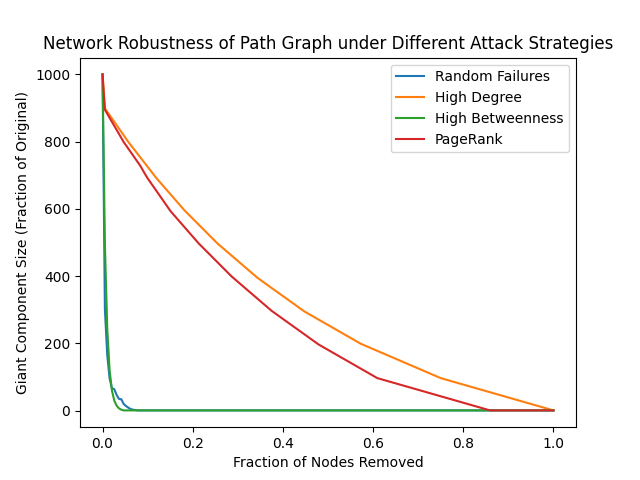 Network Robustness of Path Graph under Different Attack Strategies
Giant Component Size (Fraction of Original)
1000
800
600
400
200
0
Random Failures
High Degree
High Betweenness
PageRank
0.0
0.2
0.4
0.6
0.8
1.0
Fraction of Nodes Removed